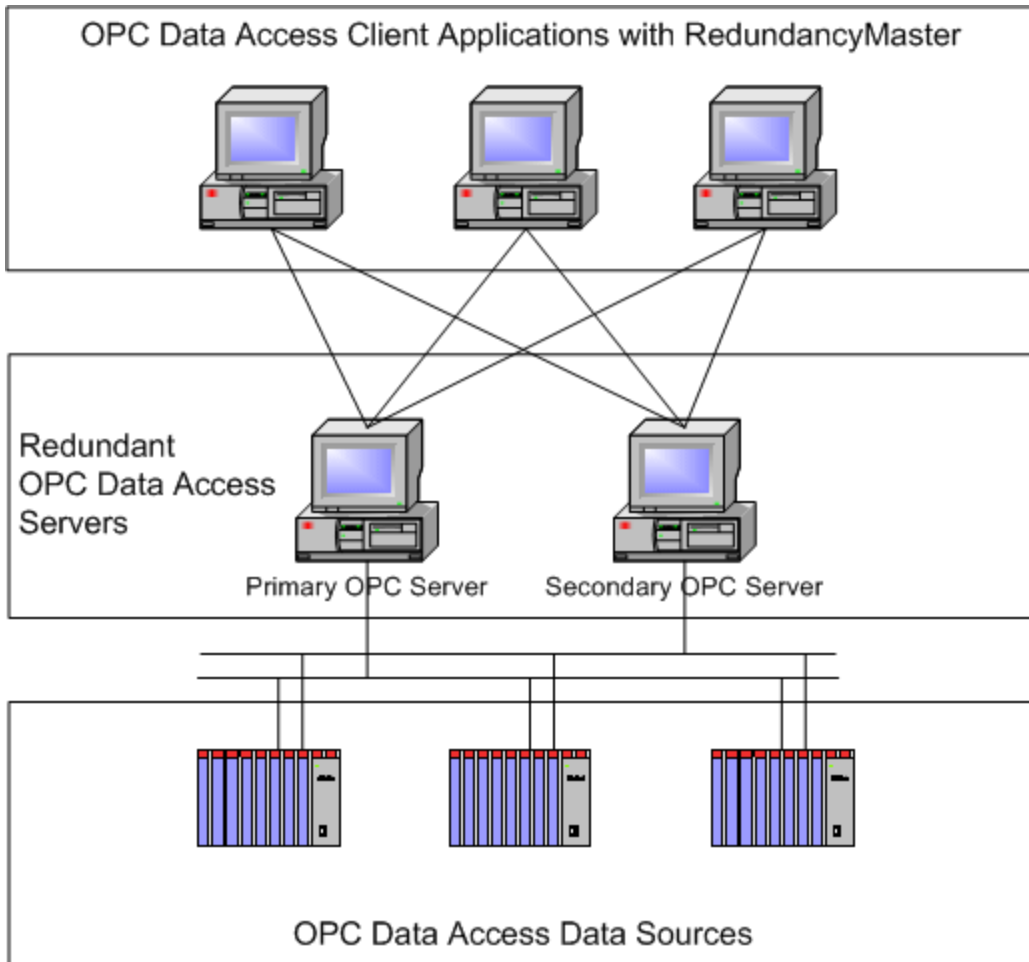 OPC Data Access Client Applications with RedundancyMaster
Redundant
OPC Data Access
Servers
Primary OPC Server
Secondary OPC Server
OPC Data Access Data Sources